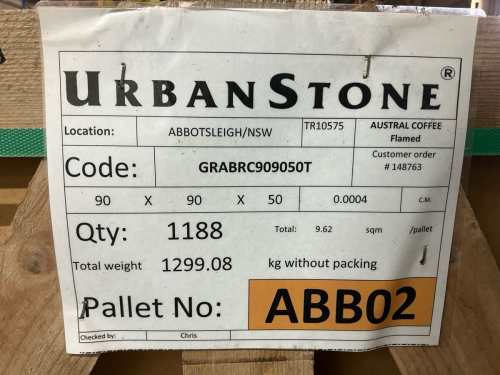 URBANSTONE®
Location: ABBOTSLEIGH/NSW TR10575 AUSTRAL COFFEE
Flamed
Code: GRABRC909050T Customer order
# 148763
90 X 90 X 50 0.0004 C.M.
Qty: 1188 Total: 9.62 sqm /pallet
Total weight 1299.08 kg without packing
Pallet No: ABB02
Checked by: Chris